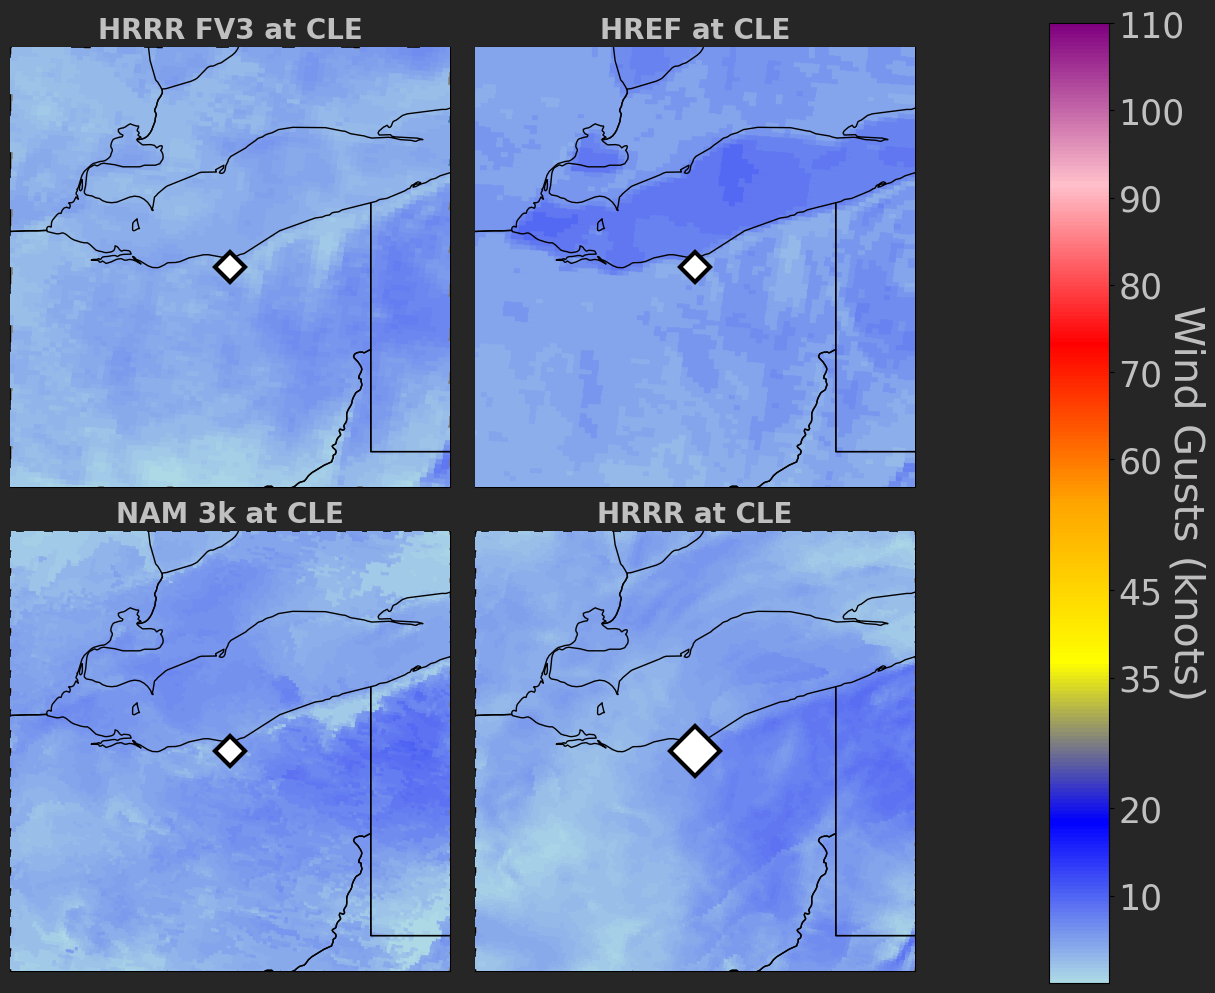 HRRR FV3 at CLE
HREF at CLE
NAM 3k at CLE
HRRR at CLE
110
100
90
80
70
60
45
35
20
10
Wind Gusts (knots)